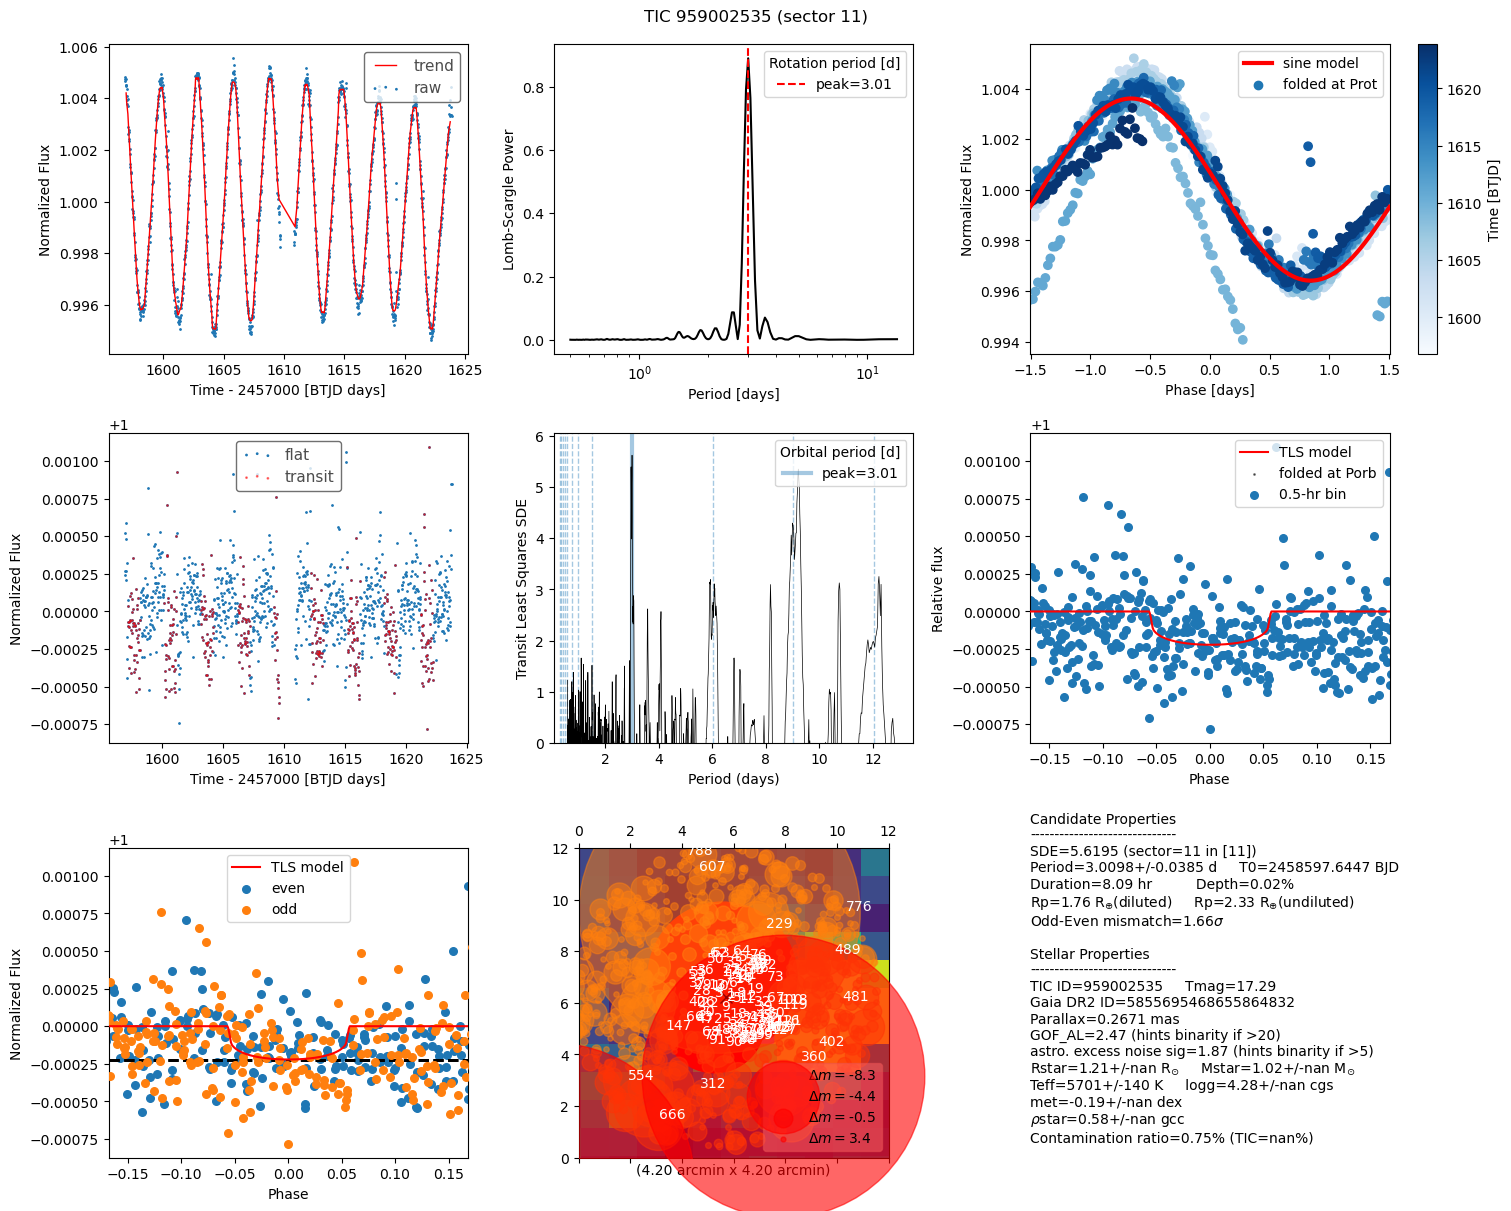 TIC 959002535 (sector 11)
Normalized Flux
1.006
1.004
1.002
1.000
0.998
0.996
trend
raw
1600
1605
1610
1615
1620
1625
Time - 2457000 [BTJD days]
Lomb-Scargle Power
0.8
0.6
0.4
0.2
0.0
Rotation period [d]
peak=3.01
10^0
10^1
Period [days]
Normalized Flux
1.004
1.002
1.000
0.998
0.996
0.994
sine model
folded at Prot
−1.5
−1.0
−0.5
0.0
0.5
1.0
1.5
Phase [days]
1620
1615
1610
1605
1600
Time [BTJD]
+1
Normalized Flux
0.00100
0.00075
0.00050
0.00025
0.00000
−0.00025
−0.00050
−0.00075
flat
transit
1600
1605
1610
1615
1620
1625
Time - 2457000 [BTJD days]
Transit Least Squares SDE
6
5
4
3
2
1
0
Orbital period [d]
peak=3.01
2
4
6
8
10
12
Period (days)
+1
Relative flux
0.00100
0.00075
0.00050
0.00025
0.00000
−0.00025
−0.00050
−0.00075
TLS model
folded at Porb
0.5-hr bin
−0.15
−0.10
−0.05
0.00
0.05
0.10
0.15
Phase
+1
Normalized Flux
0.00100
0.00075
0.00050
0.00025
0.00000
−0.00025
−0.00050
−0.00075
TLS model
even
odd
−0.15
−0.10
−0.05
0.00
0.05
0.10
0.15
Phase
0 2 4 6 8 10 12
12
10
8
6
4
2
0
788
607
776
229
489
481
402
360
147
554
312
666
73
Δm = -8.3
Δm = -4.4
Δm = -0.5
Δm = 3.4
(4.20 arcmin x 4.20 arcmin)
Candidate Properties
------------------------------
SDE=5.6195 (sector=11 in [11])
Period=3.0098+/-0.0385 d     T0=2458597.6447 BJD
Duration=8.09 hr          Depth=0.02%
Rp=1.76 R⊕(diluted)     Rp=2.33 R⊕(undiluted)
Odd-Even mismatch=1.66σ
Stellar Properties
------------------------------
TIC ID=959002535     Tmag=17.29
Gaia DR2 ID=5855695468655864832
Parallax=0.2671 mas
GOF_AL=2.47 (hints binarity if >20)
astro. excess noise sig=1.87 (hints binarity if >5)
Rstar=1.21+/-nan R⊙     Mstar=1.02+/-nan M⊙
Teff=5701+/-140 K     logg=4.28+/-nan cgs
met=-0.19+/-nan dex
ρstar=0.58+/-nan gcc
Contamination ratio=0.75% (TIC=nan%)